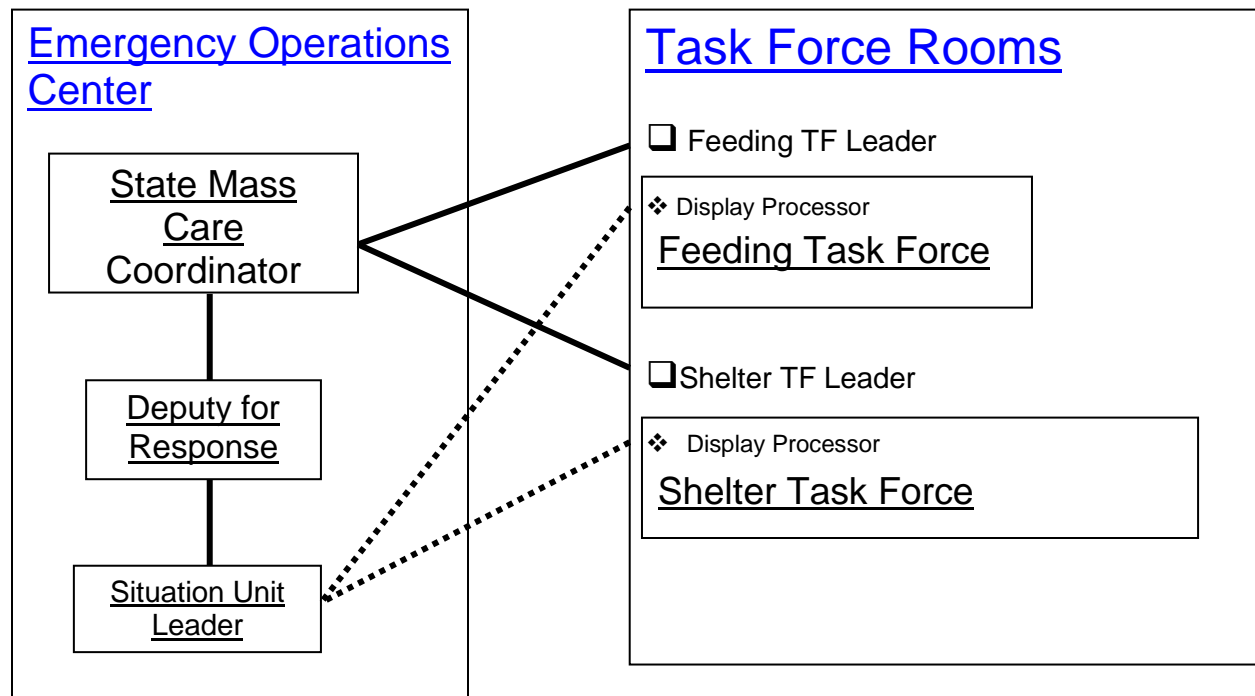 Emergency Operations
Center
State Mass
Care
Coordinator
Deputy for
Response
Situation Unit
Leader
Task Force Rooms
❑ Feeding TF Leader
❖ Display Processor
Feeding Task Force
❑Shelter TF Leader
❖ Display Processor
Shelter Task Force